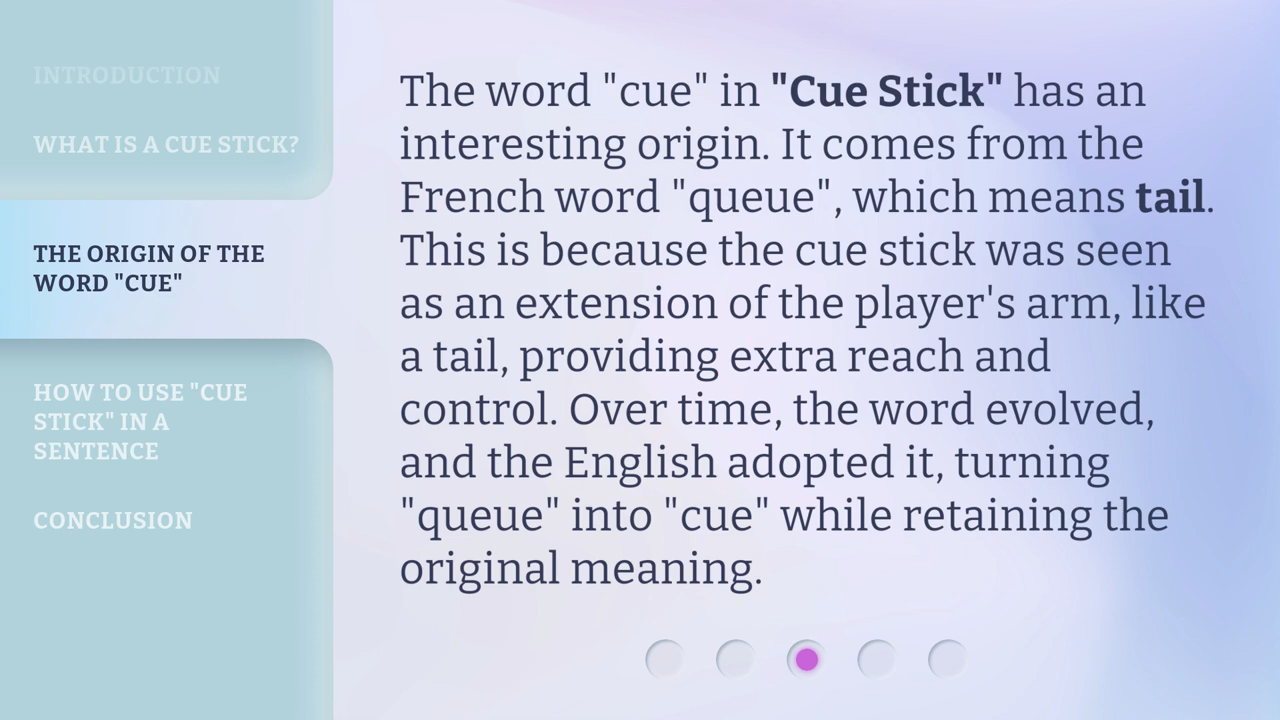 INTRODUCTION
WHAT IS A CUE STICK?
THE ORIGIN OF THE
WORD "CUE"
HOW TO USE "CUE
STICK" IN A
SENTENCE
CONCLUSION
The word "cue" in "Cue Stick" has an
interesting origin. It comes from the
French word "queue", which means tail.
This is because the cue stick was seen
as an extension of the player's arm, like
a tail, providing extra reach and
control. Over time, the word evolved,
and the English adopted it, turning
"queue" into "cue" while retaining the
original meaning.